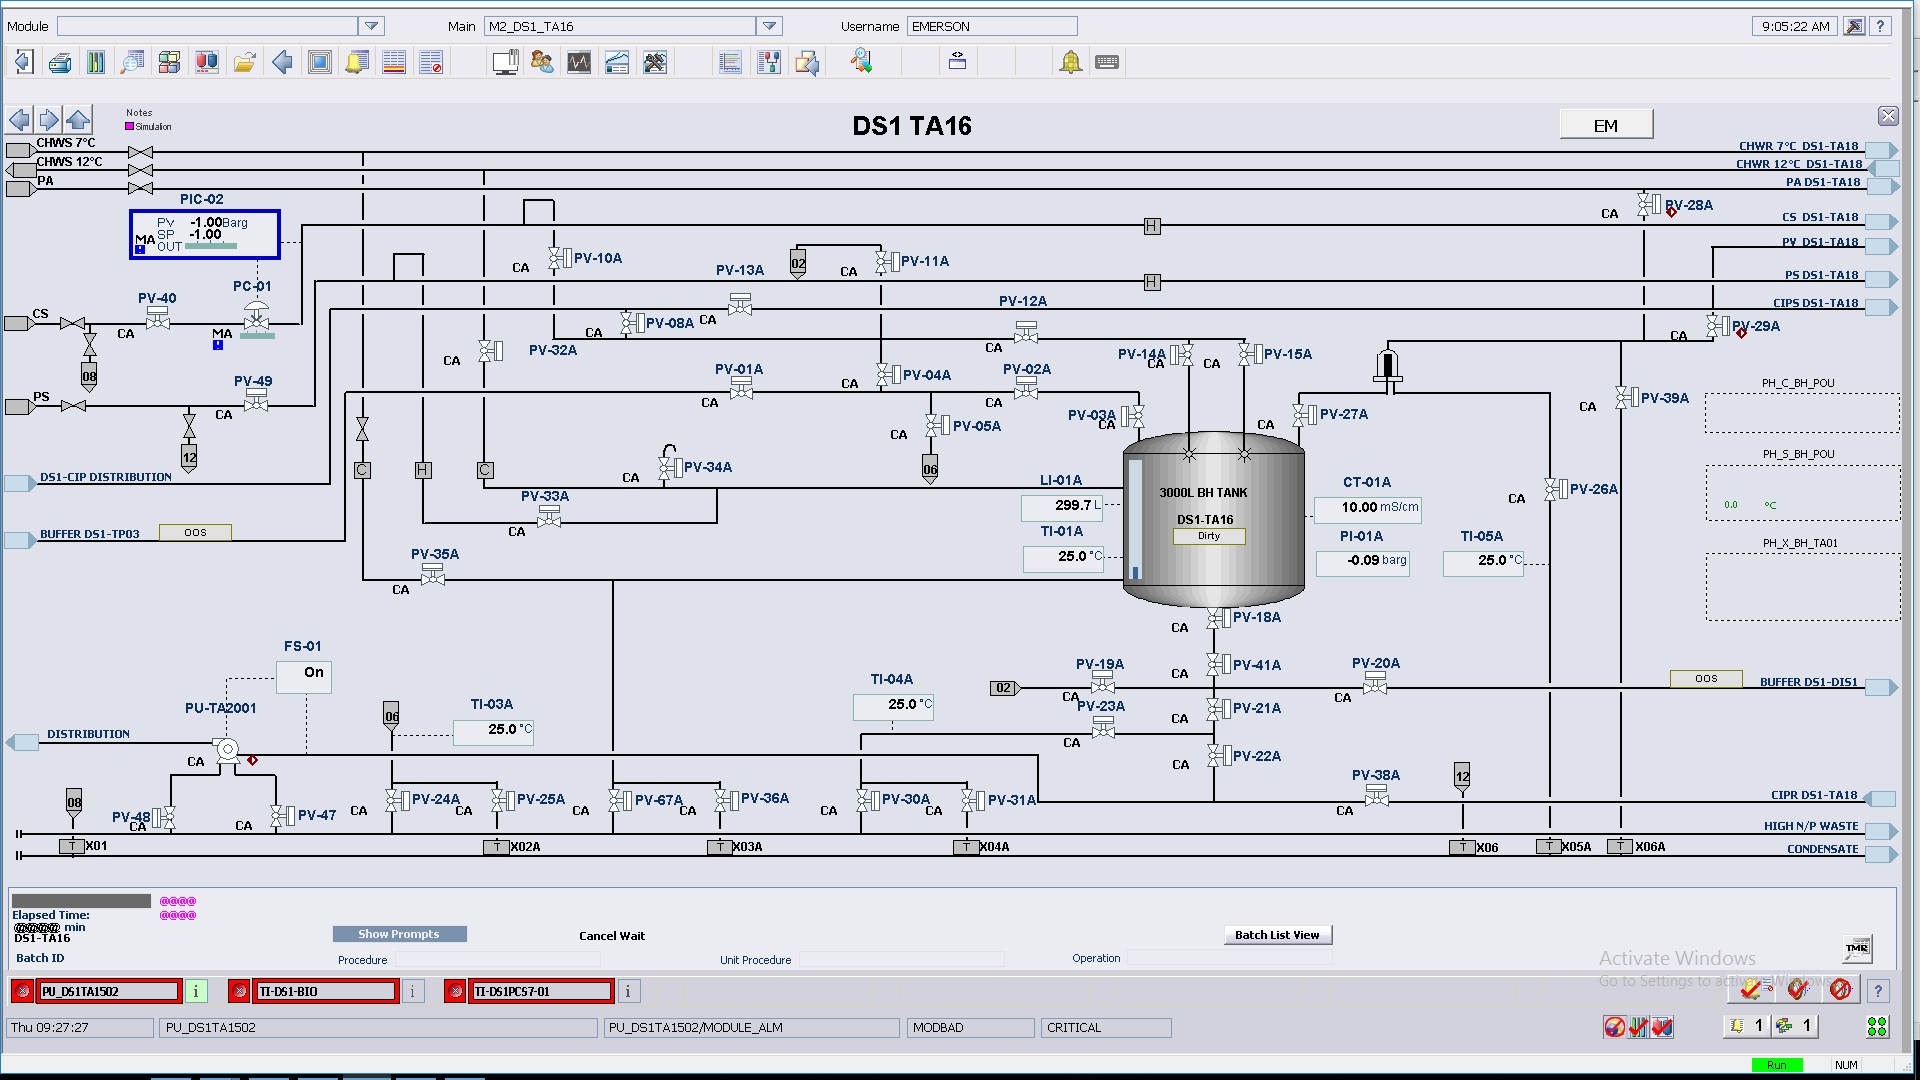 Module
Main M2_DS1_TA16
Username EMERSON
9:05:22 AM
?
Notes
Simulation
DS1 TA16
EM
CHWS 7°C
CHWR 7°C DS1-TA18
CHWS 12°C
CHWR 12°C DS1-TA18
PA
PA DS1-TA18
PIC-02
PV -1.00 Barg
SP -1.00
MA OUT
PV-28A
CA
CS DS1-TA18
H
PV DS1-TA18
PV-10A
CA
02
PV-11A
CA
PV-13A
PS DS1-TA18
H
PC-01
PV-40
CIPS DS1-TA18
PV-12A
CS
CA
MA
PV-08A
CA
CA
PV-29A
CA
PV-32A
CA
CA
PV-14A
CA
CA
PV-15A
08
PV-49
PV-01A
PV-04A
CA
PV-02A
PH_C_BH_POU
PS
CA
CA
CA
PV-03A
CA
CA
PV-27A
CA
PV-39A
PV-05A
CA
12
PH_S_BH_POU
DS1-CIP DISTRIBUTION
C
H
C
PV-34A
CA
06
LI-01A
299.7 L
3000L BH TANK
CT-01A
10.00 mS/cm
CA
PV-26A
PV-33A
CA
0.0 °C
BUFFER DS1-TP03
OOS
TI-01A
25.0 °C
DS1-TA16
Dirty
PI-01A
-0.09 barg
TI-05A
25.0 °C
PH_X_BH_TA01
PV-35A
CA
PV-18A
CA
FS-01
On
PV-19A
CA
CA
PV-41A
PV-20A
CA
TI-04A
25.0 °C
02
OOS
BUFFER DS1-DIS1
PU-TA2001
06
TI-03A
25.0 °C
PV-23A
CA
CA
PV-21A
DISTRIBUTION
CA
CA
PV-22A
PV-38A
CA
12
08
PV-48
CA
CA
PV-47
CA
PV-24A
CA
PV-25A
CA
PV-67A
CA
PV-36A
CA
PV-30A
CA
PV-31A
CIPR DS1-TA18
HIGH N/P WASTE
T X01
T X02A
T X03A
T X04A
T X06
T X05A
T X06A
CONDENSATE
@@@@
Elapsed Time: @@@@
@@@@ min
DS1-TA16
Show Prompts
Cancel Wait
Batch List View
TMR
Batch ID
Procedure
Unit Procedure
Operation
Activate Windows
Go to Settings to activate Windows.
PU_DS1TA1502
i
TI-DS1-BIO
i
TI-DS1PCS7-01
i
?
Thu 09:27:27
PU_DS1TA1502
PU_DS1TA1502/MODULE_ALM
MODBAD
CRITICAL
1
1
Run
NUM